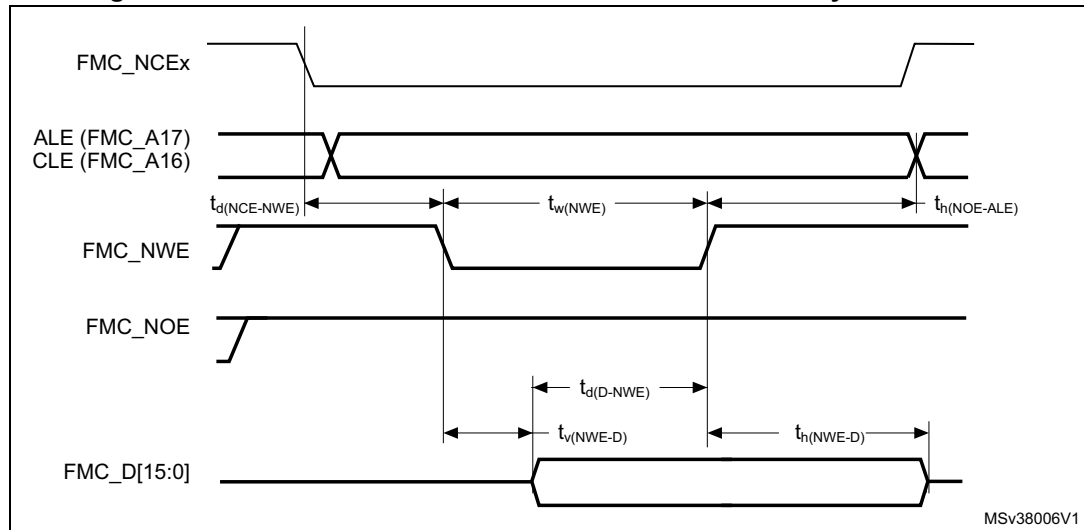 FMC_NCEx
ALE (FMC_A17)
CLE (FMC_A16)
td(NCE-NWE)
tw(NWE)
th(NOE-ALE)
FMC_NWE
FMC_NOE
td(D-NWE)
tv(NWE-D)
th(NWE-D)
FMC_D[15:0]
MSv38006V1